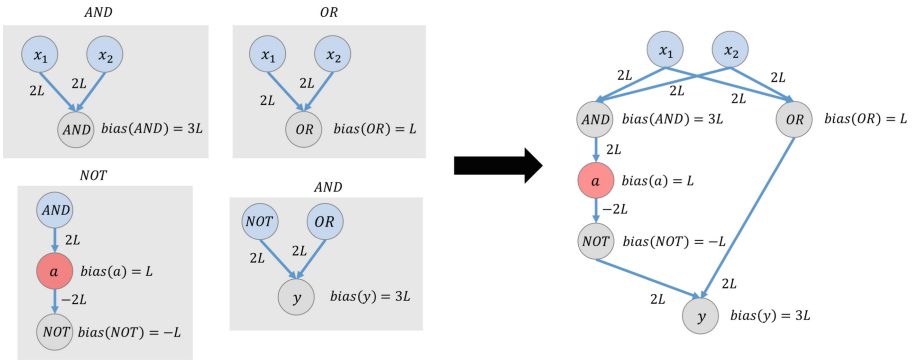 AND
x₁ x₂
2L 2L
AND bias(AND) = 3L
OR
x₁ x₂
2L 2L
OR bias(OR) = L
NOT
AND
2L
a bias(a) = L
−2L
NOT bias(NOT) = −L
AND
NOT OR
2L 2L
y bias(y) = 3L
x₁ x₂
2L 2L 2L 2L
AND bias(AND) = 3L OR bias(OR) = L
2L
a bias(a) = L
−2L
NOT bias(NOT) = −L
2L 2L
y bias(y) = 3L